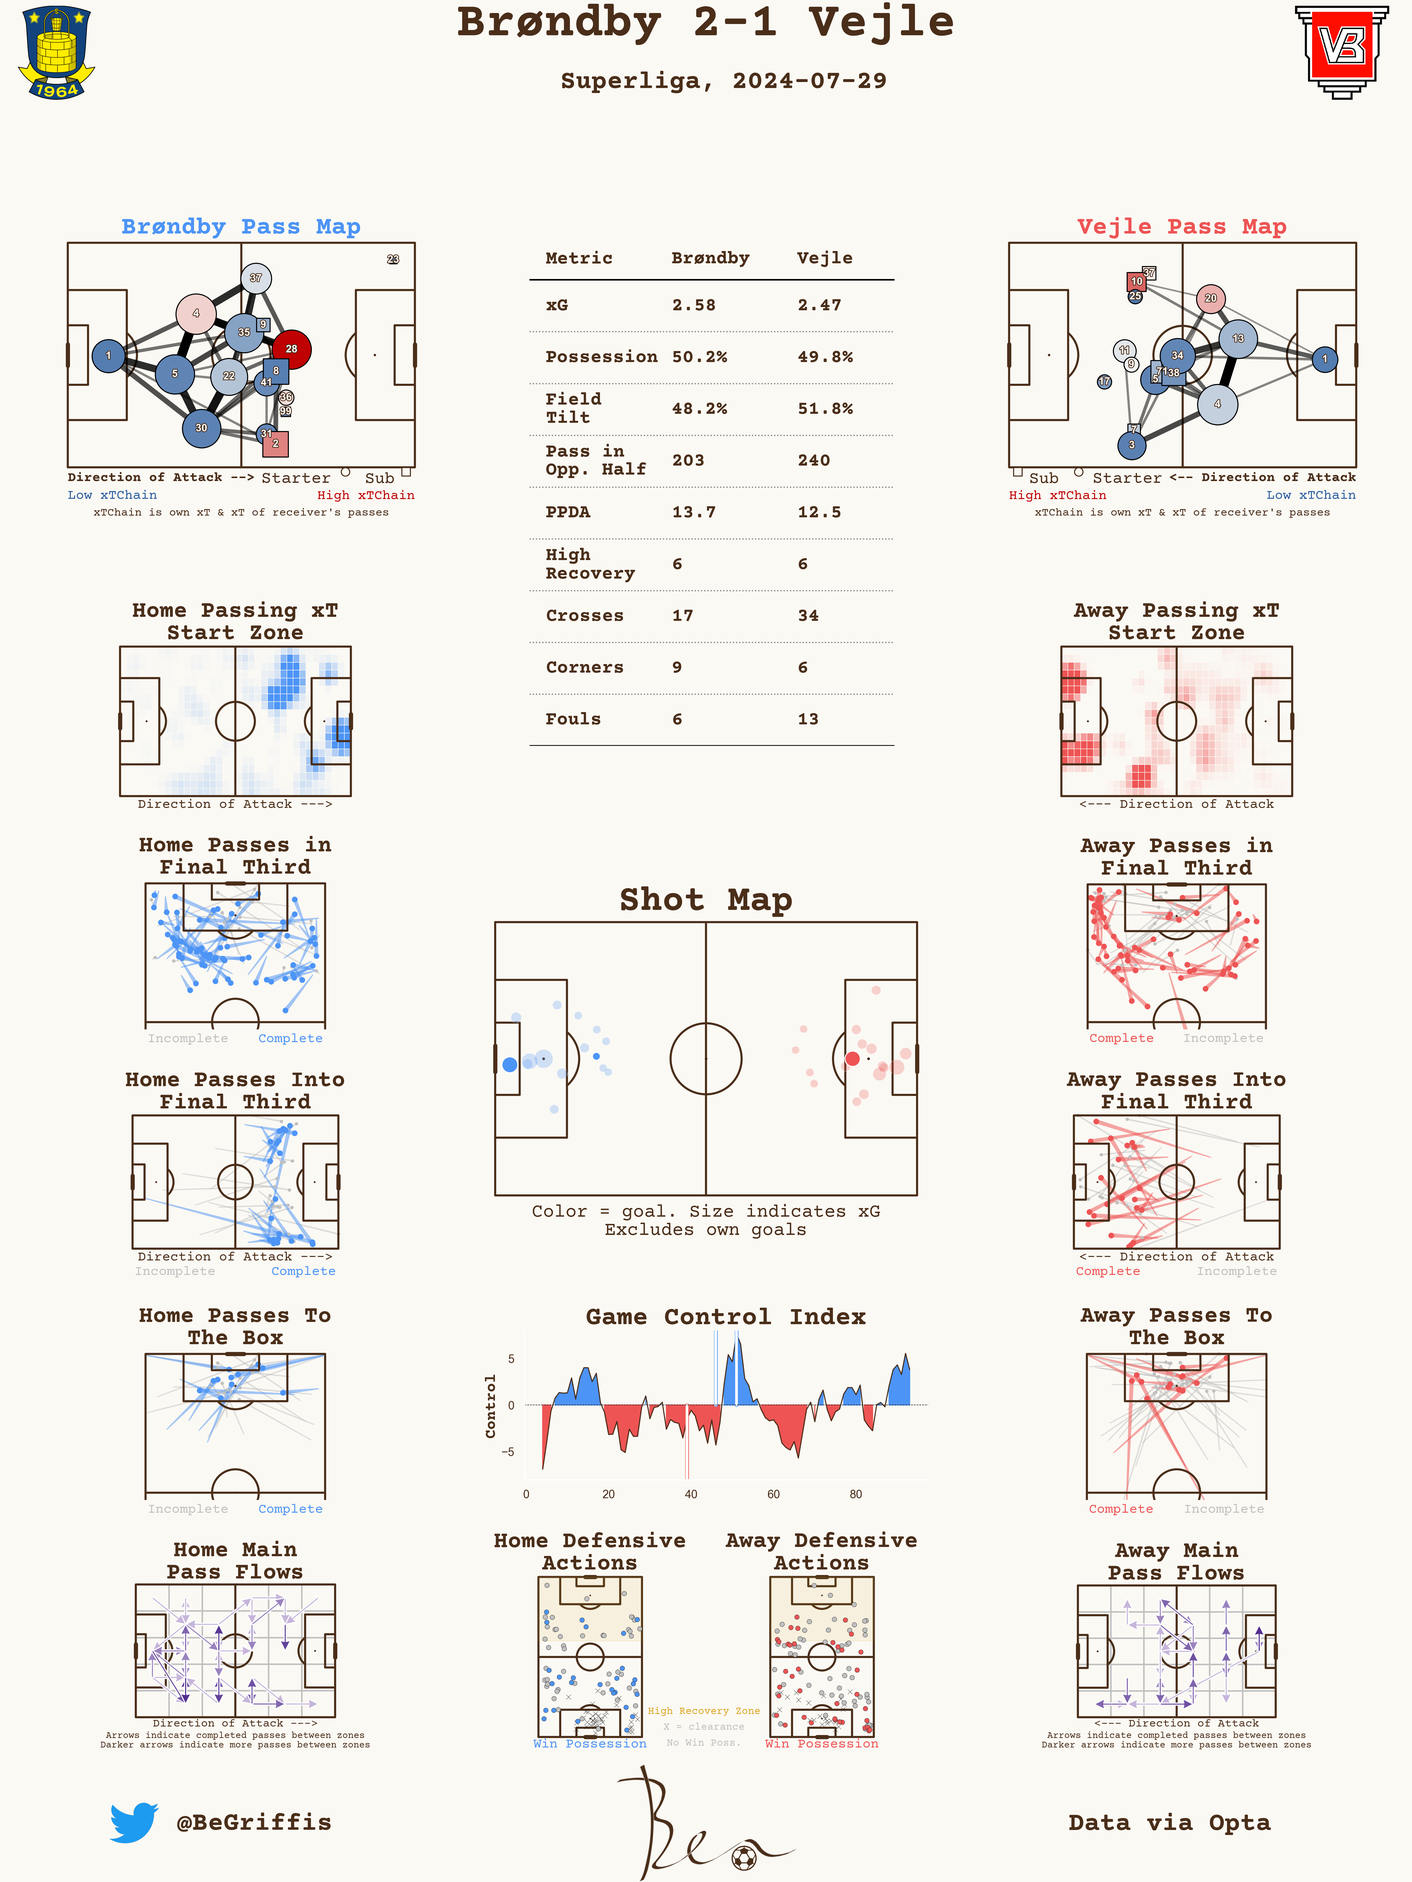 Brøndby 2-1 Vejle
Superliga, 2024-07-29
1964
VB
Brøndby Pass Map
23
37
4
9
35
28
1
5
22
8
41
36
99
30
31
2
Direction of Attack --> Starter Sub
Low xTChain High xTChain
xTChain is own xT & xT of receiver's passes
Metric Brøndby Vejle
xG 2.58 2.47
Possession 50.2% 49.8%
Field
Tilt 48.2% 51.8%
Pass in
Opp. Half 203 240
PPDA 13.7 12.5
High
Recovery 6 6
Crosses 17 34
Corners 9 6
Fouls 6 13
Vejle Pass Map
37
10
25
20
13
11
34
9
1
71
38
5
17
4
7
3
Sub Starter <-- Direction of Attack
High xTChain Low xTChain
xTChain is own xT & xT of receiver's passes
Home Passing xT
Start Zone
Direction of Attack --->
Away Passing xT
Start Zone
<--- Direction of Attack
Home Passes in
Final Third
Incomplete Complete
Away Passes in
Final Third
Complete Incomplete
Shot Map
Color = goal. Size indicates xG
Excludes own goals
Home Passes Into
Final Third
Direction of Attack --->
Incomplete Complete
Away Passes Into
Final Third
<--- Direction of Attack
Complete Incomplete
Home Passes To
The Box
Incomplete Complete
Game Control Index
Control
5
0
−5
0 20 40 60 80
Away Passes To
The Box
Complete Incomplete
Home Main
Pass Flows
Direction of Attack --->
Arrows indicate completed passes between zones
Darker arrows indicate more passes between zones
Home Defensive
Actions
Win Possession
Away Defensive
Actions
Win Possession
High Recovery Zone
X = clearance
No Win Poss.
Away Main
Pass Flows
<--- Direction of Attack
Arrows indicate completed passes between zones
Darker arrows indicate more passes between zones
@BeGriffis
Ben
Data via Opta